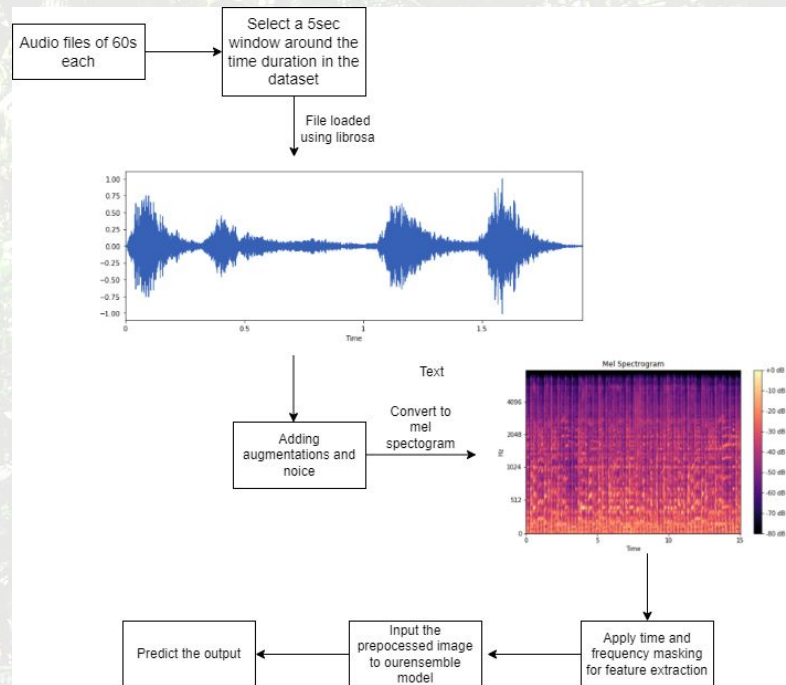 Audio files of 60s
each
Select a 5sec
window around the
time duration in the
dataset
File loaded
using librosa
1.00
0.75
0.50
0.25
0.00
−0.25
−0.50
−0.75
−1.00
0
0.5
1
1.5
Time
Text
Adding
augmentations and
noice
Convert to
mel
spectogram
Mel Spectrogram
4096
2048
1024
512
0
Hz
0
5
10
15
Time
+0 dB
-10 dB
-20 dB
-30 dB
-40 dB
-50 dB
-60 dB
-70 dB
-80 dB
Apply time and
frequency masking
for feature extraction
Input the
prepocessed image
to ourensemble
model
Predict the output